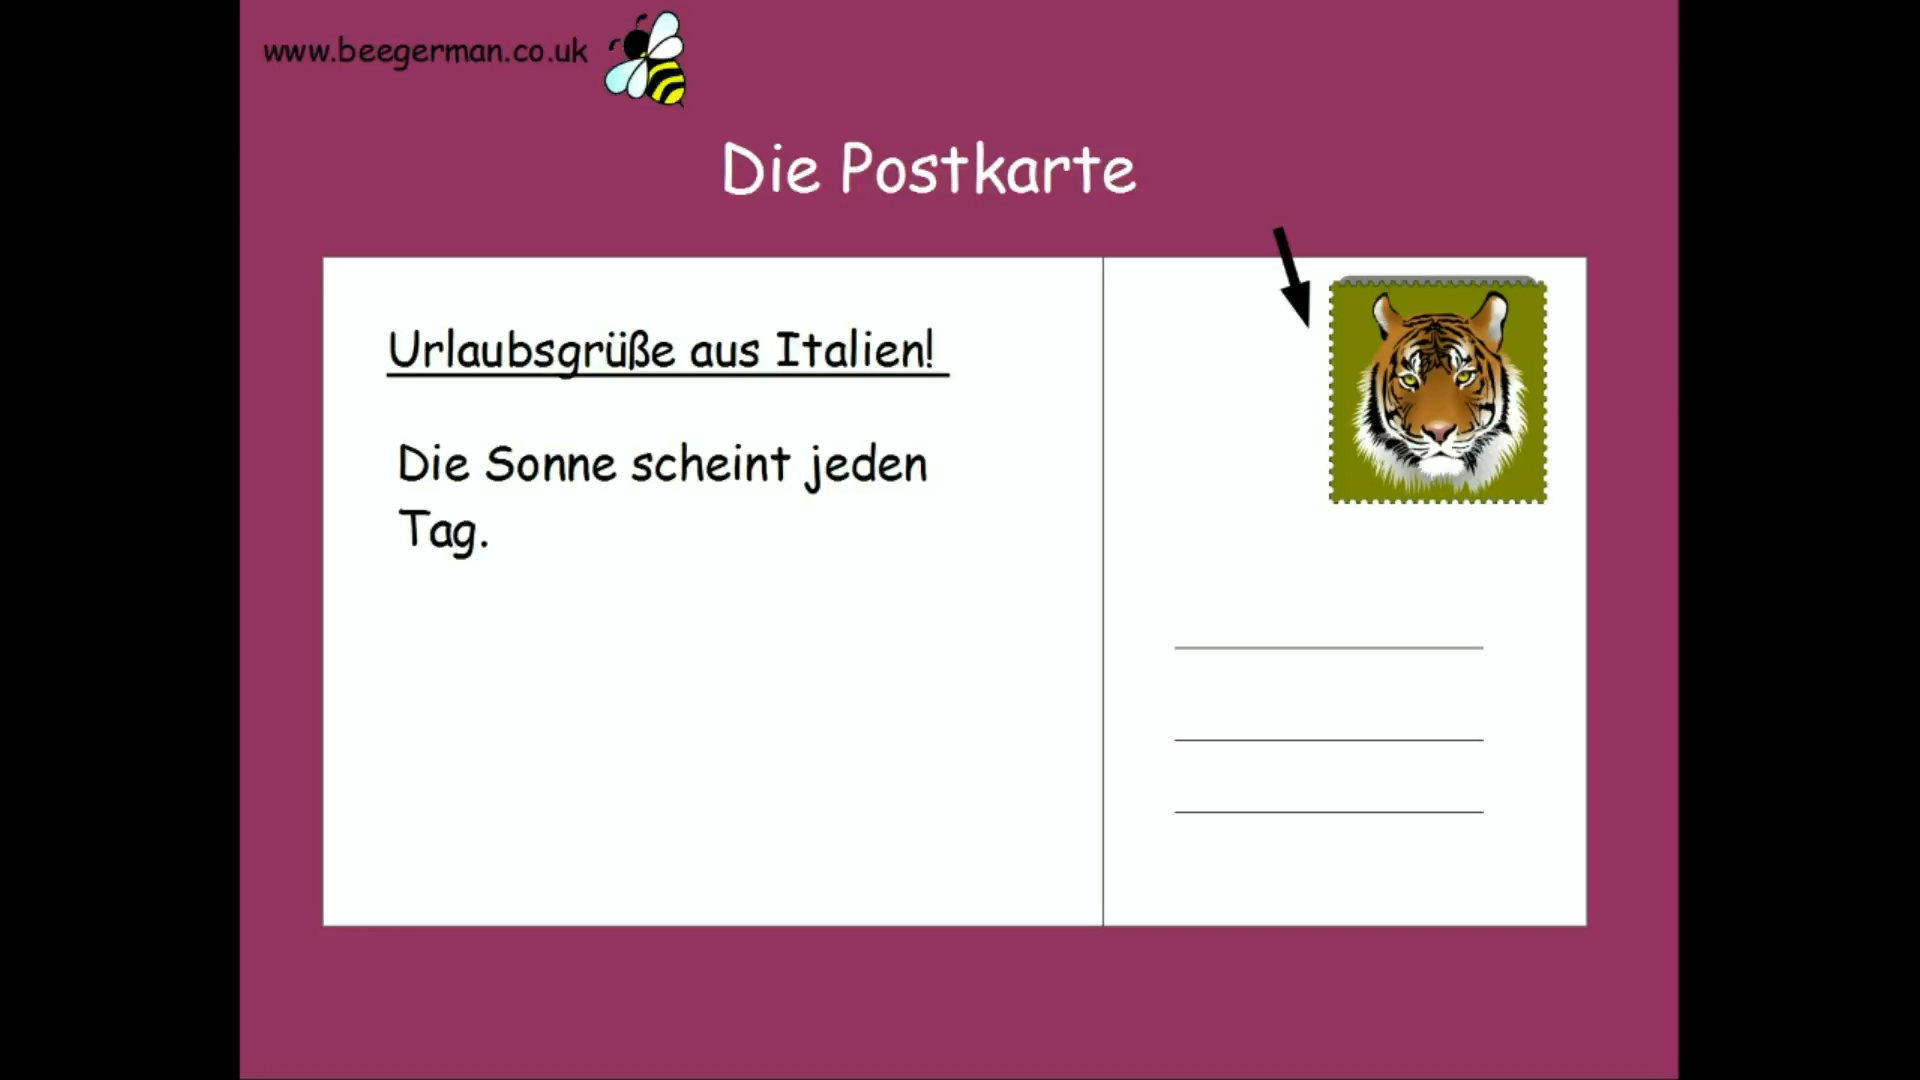 www.beegerman.co.uk
Die Postkarte
Urlaubsgrüße aus Italien!
Die Sonne scheint jeden
Tag.